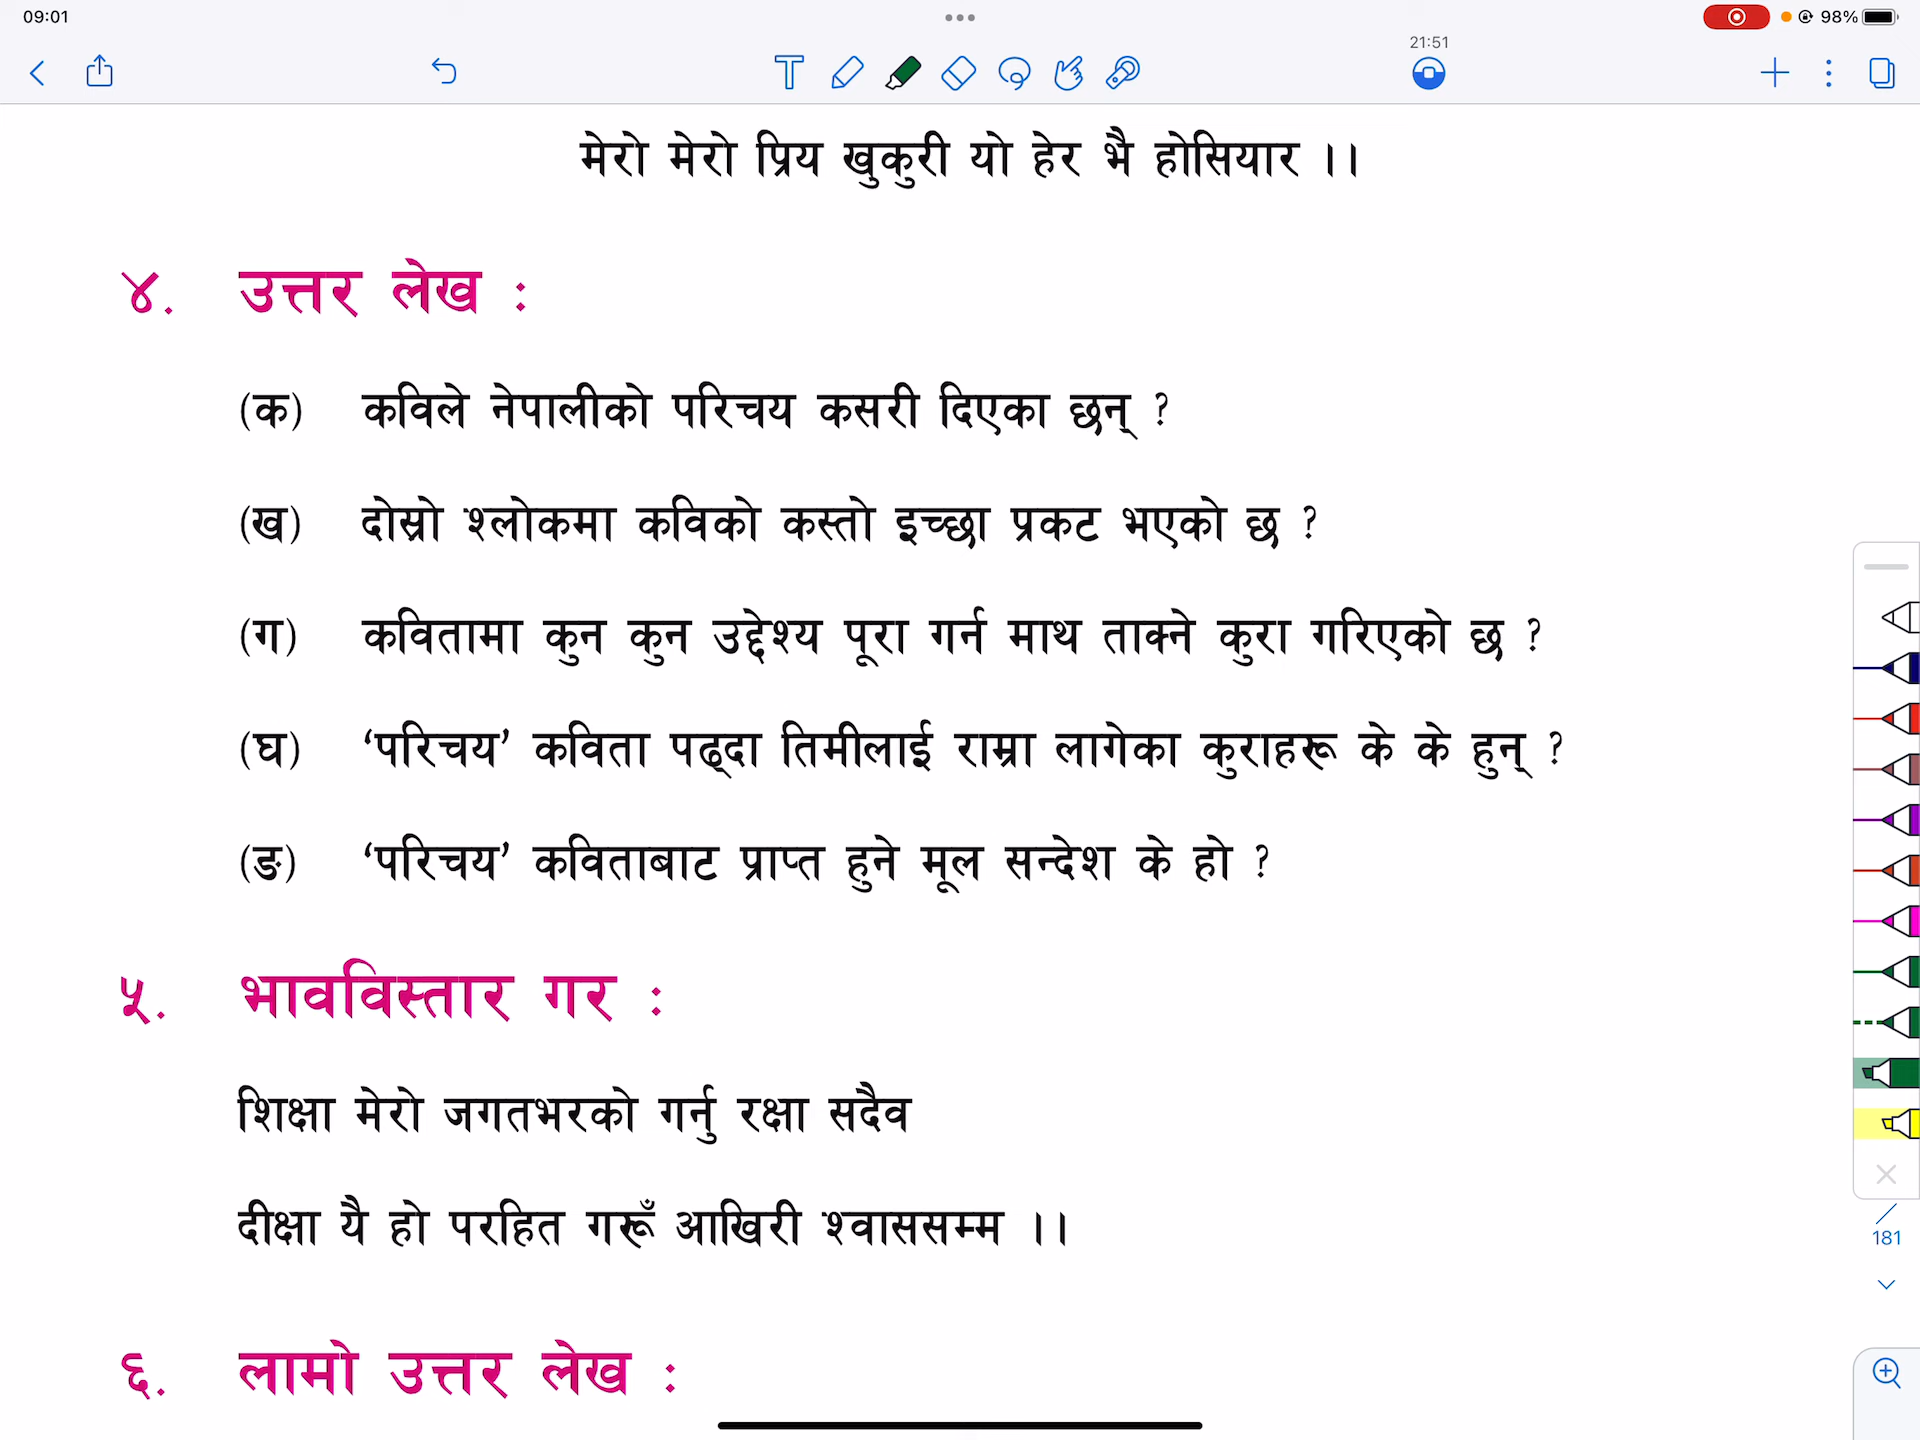 09:01
98%
21:51
मेरो मेरो प्रिय खुकुरी यो हेर भै होसियार ।।
४. उत्तर लेख :
(क) कविले नेपालीको परिचय कसरी दिएका छन् ?
(ख) दोस्रो श्लोकमा कविको कस्तो इच्छा प्रकट भएको छ ?
(ग) कवितामा कुन कुन उद्देश्य पूरा गर्न माथ ताक्ने कुरा गरिएको छ ?
(घ) ‘परिचय’ कविता पढ्दा तिमीलाई राम्रा लागेका कुराहरू के के हुन् ?
(ङ) ‘परिचय’ कविताबाट प्राप्त हुने मूल सन्देश के हो ?
५. भावविस्तार गर :
शिक्षा मेरो जगतभरको गर्नु रक्षा सदैव
दीक्षा यै हो परहित गरूँ आखिरी श्वाससम्म ।।
181
६. लामो उत्तर लेख :